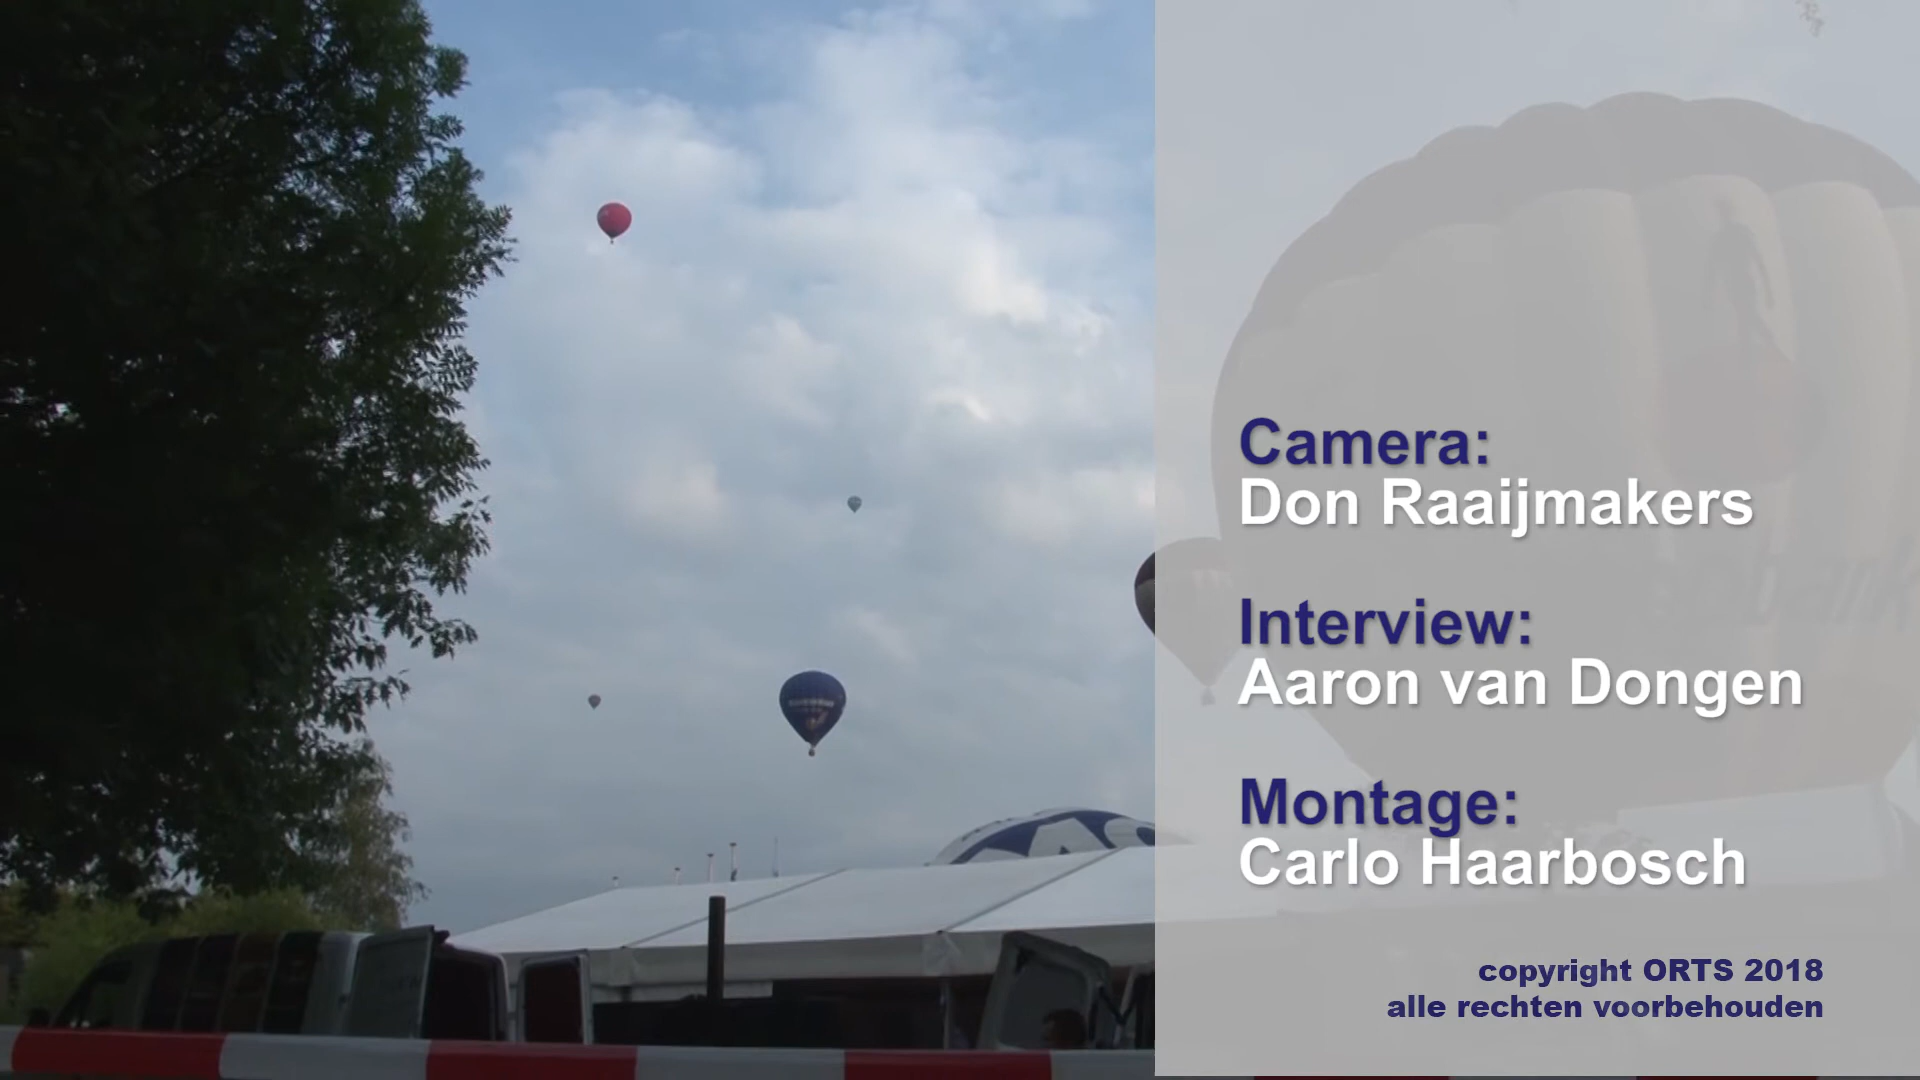 Camera:
Don Raaijmakers
Interview:
Aaron van Dongen
Montage:
Carlo Haarbosch
copyright ORTS 2018
alle rechten voorbehouden